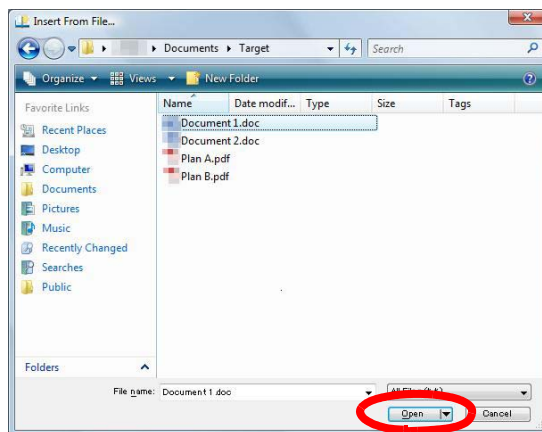 Insert From File...
Documents Target
Search
Organize Views New Folder
Favorite Links
Recent Places
Desktop
Computer
Documents
Pictures
Music
Recently Changed
Searches
Public
Folders
Name Date modif... Type Size Tags
Document 1.doc
Document 2.doc
Plan A.pdf
Plan B.pdf
File name: Document 1.doc
All Files (*.*)
Open Cancel